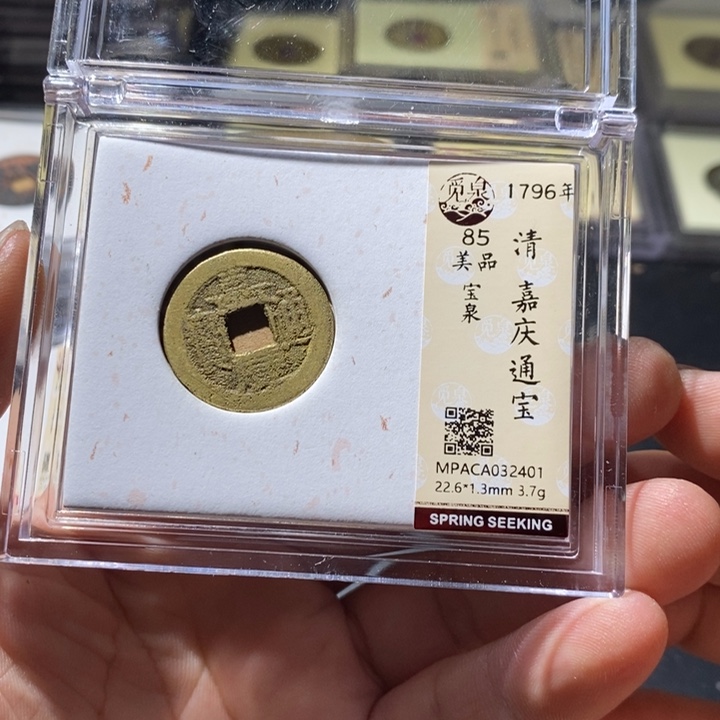 觅泉
1796年
85
美品
宝泉
清 嘉庆通宝
MPACA032401
22.6*1.3mm 3.7g
SPRING SEEKING